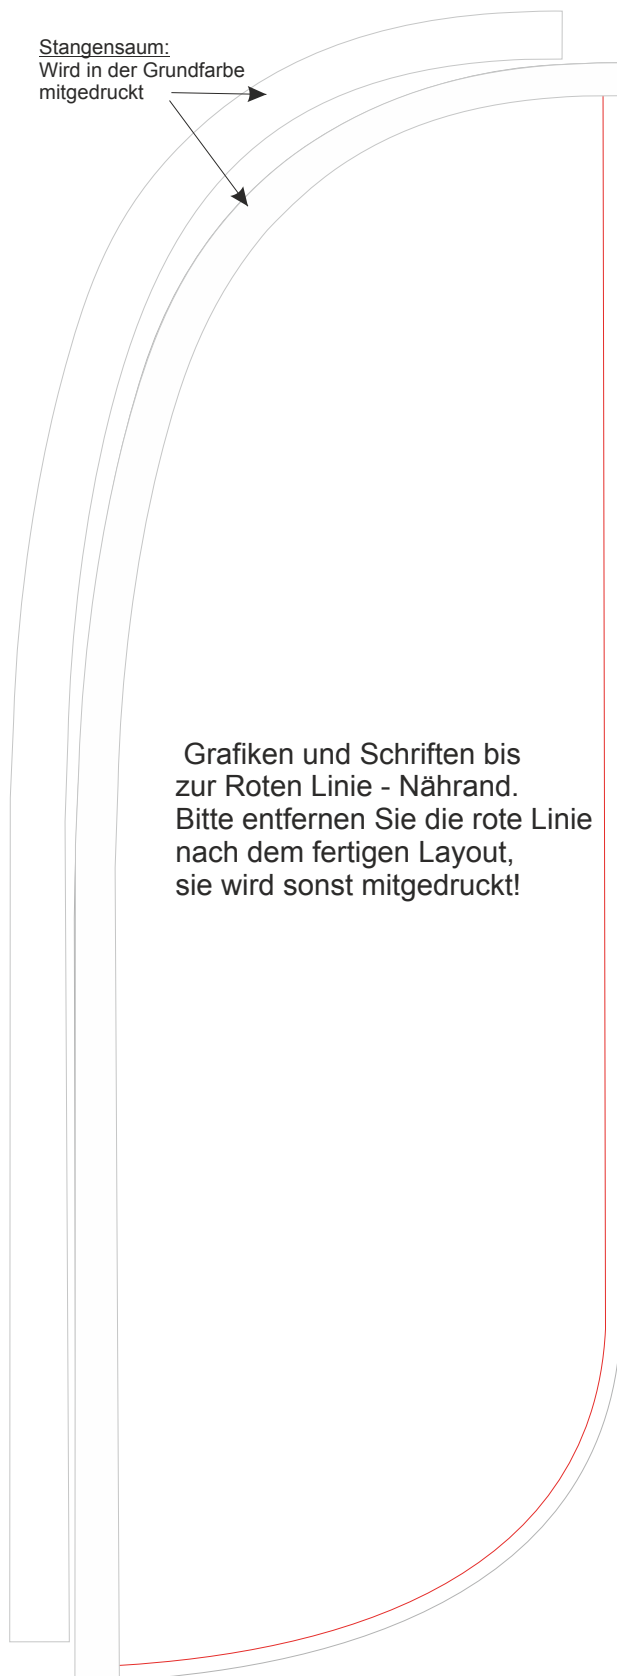 Stangensaum:
Wird in der Grundfarbe
mitgedruckt
Grafiken und Schriften bis
zur Roten Linie - Nährand.
Bitte entfernen Sie die rote Linie
nach dem fertigen Layout,
sie wird sonst mitgedruckt!